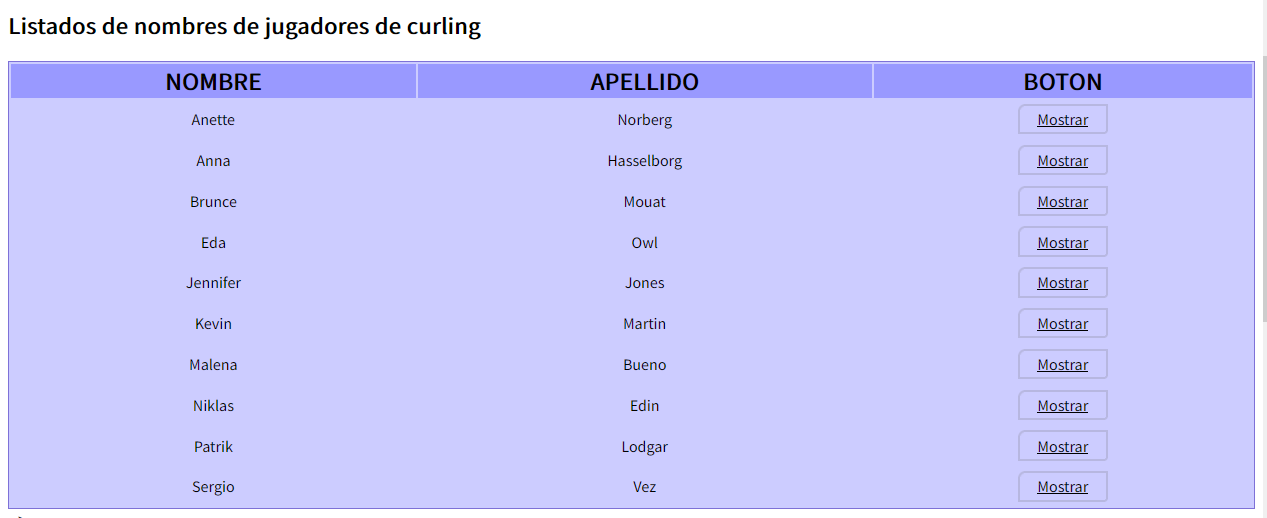 Listados de nombres de jugadores de curling
NOMBRE APELLIDO BOTON
Anette Norberg Mostrar
Anna Hasselborg Mostrar
Brunce Mouat Mostrar
Eda Owl Mostrar
Jennifer Jones Mostrar
Kevin Martin Mostrar
Malena Bueno Mostrar
Niklas Edin Mostrar
Patrik Lodgar Mostrar
Sergio Vez Mostrar